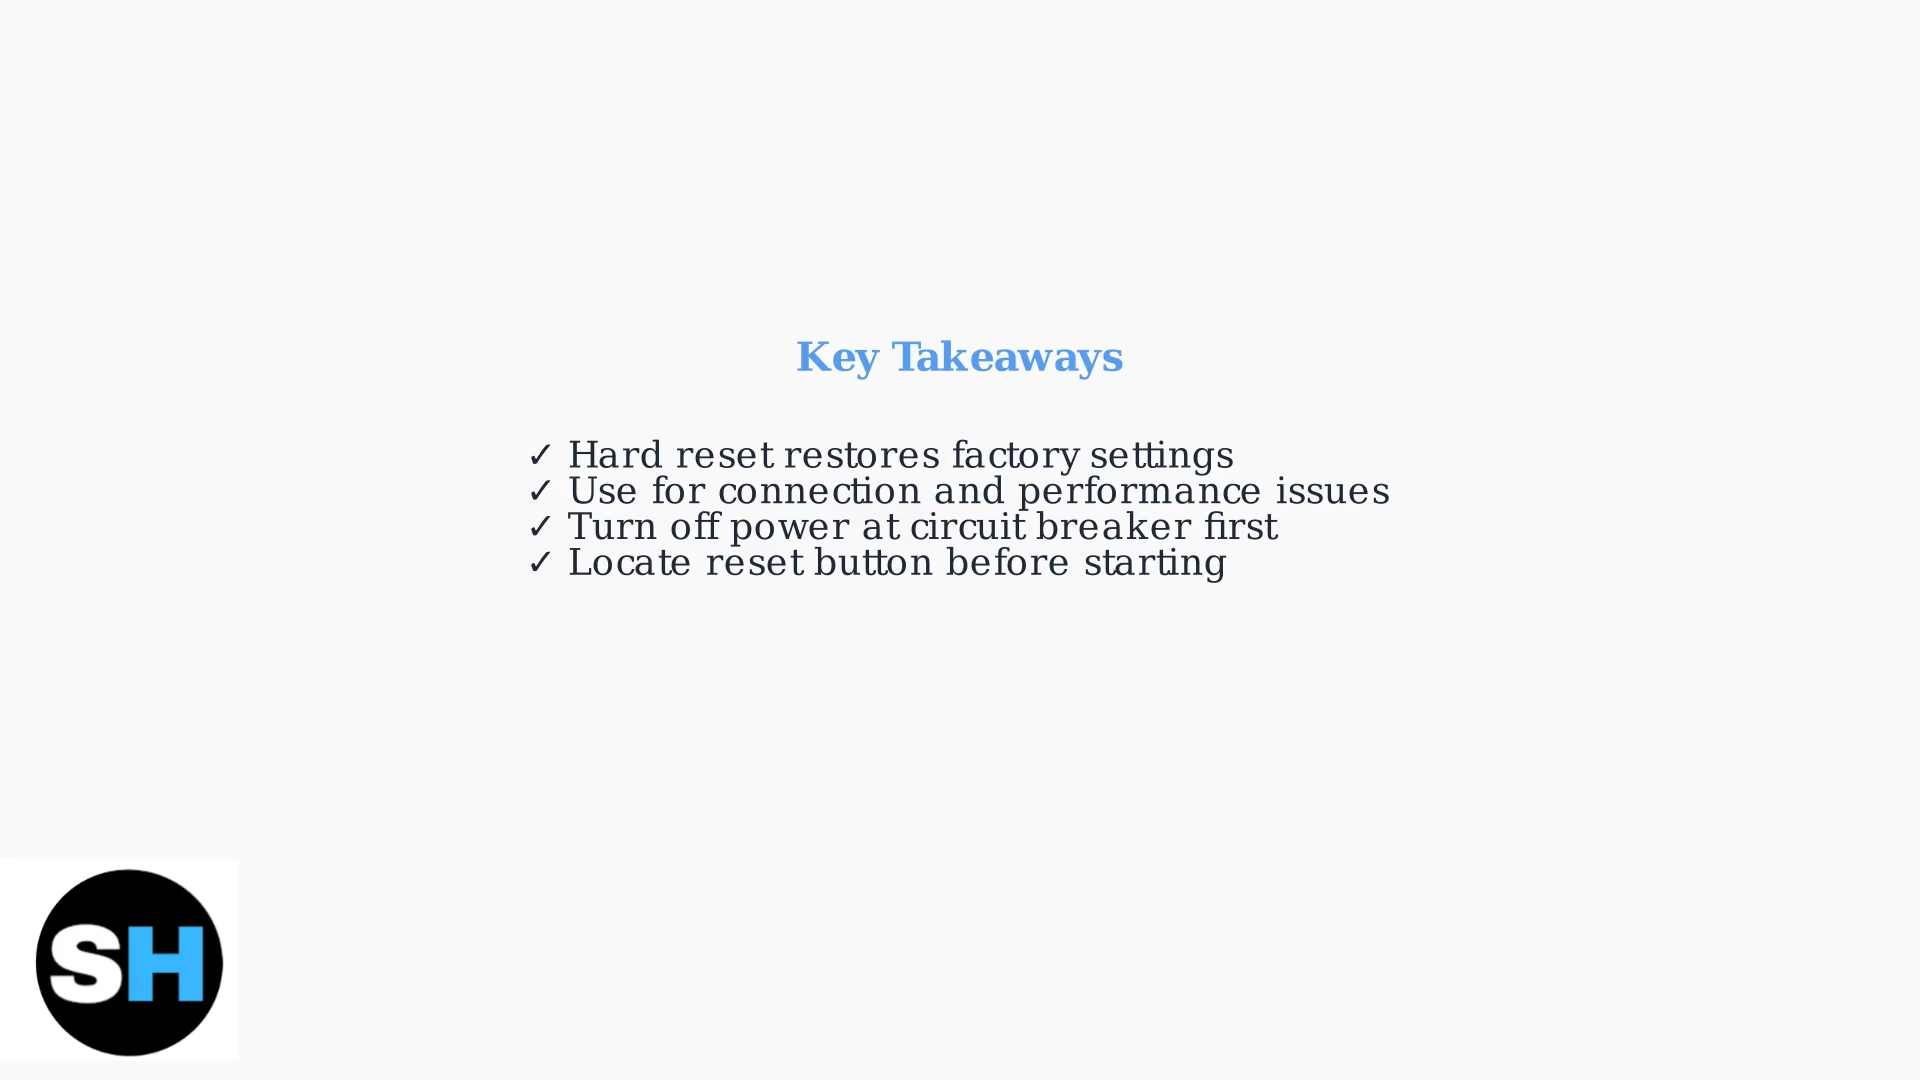 Key Takeaways
✓ Hard reset restores factory settings
✓ Use for connection and performance issues
✓ Turn off power at circuit breaker first
✓ Locate reset button before starting
SH